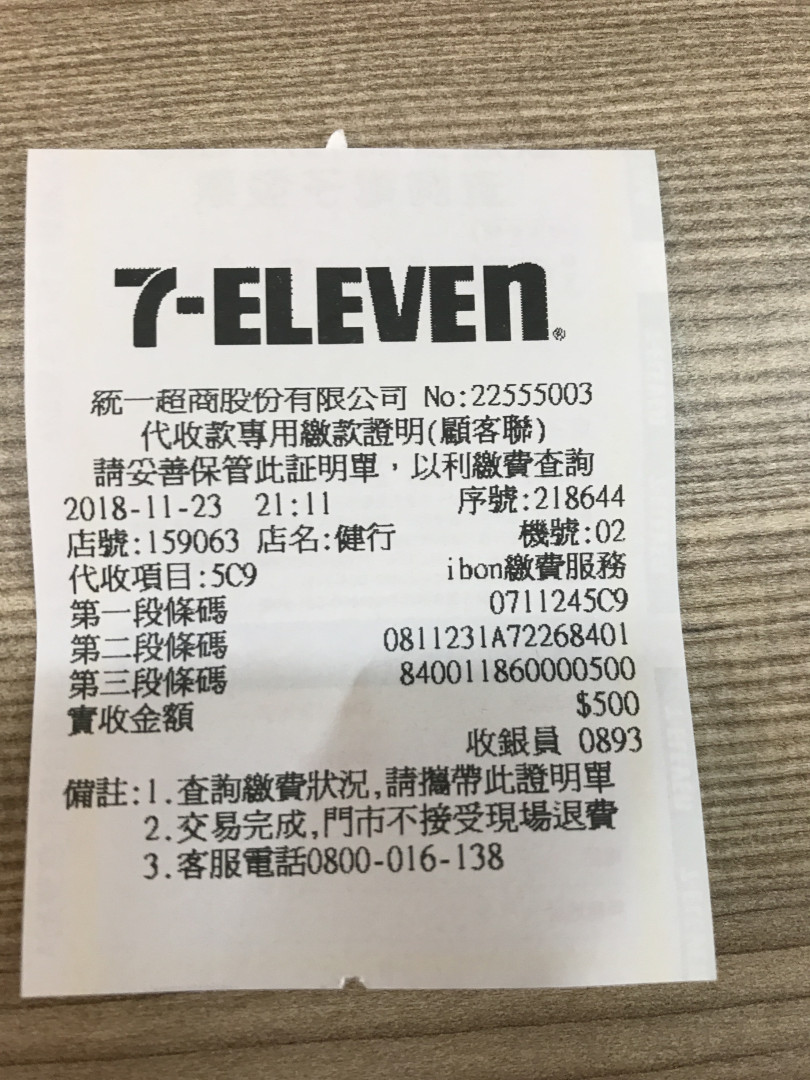 7-ELEVEn®
統一超商股份有限公司 No:22555003
代收款專用繳款證明(顧客聯)
請妥善保管此証明單，以利繳費查詢
2018-11-23 21:11 序號:218644
店號:159063 店名:健行 機號:02
代收項目:5C9 ibon繳費服務
第一段條碼 0711245C9
第二段條碼 0811231A72268401
第三段條碼 840011860000500
實收金額 $500
收銀員 0893
備註:1.查詢繳費狀況,請攜帶此證明單
2.交易完成,門市不接受現場退費
3.客服電話0800-016-138